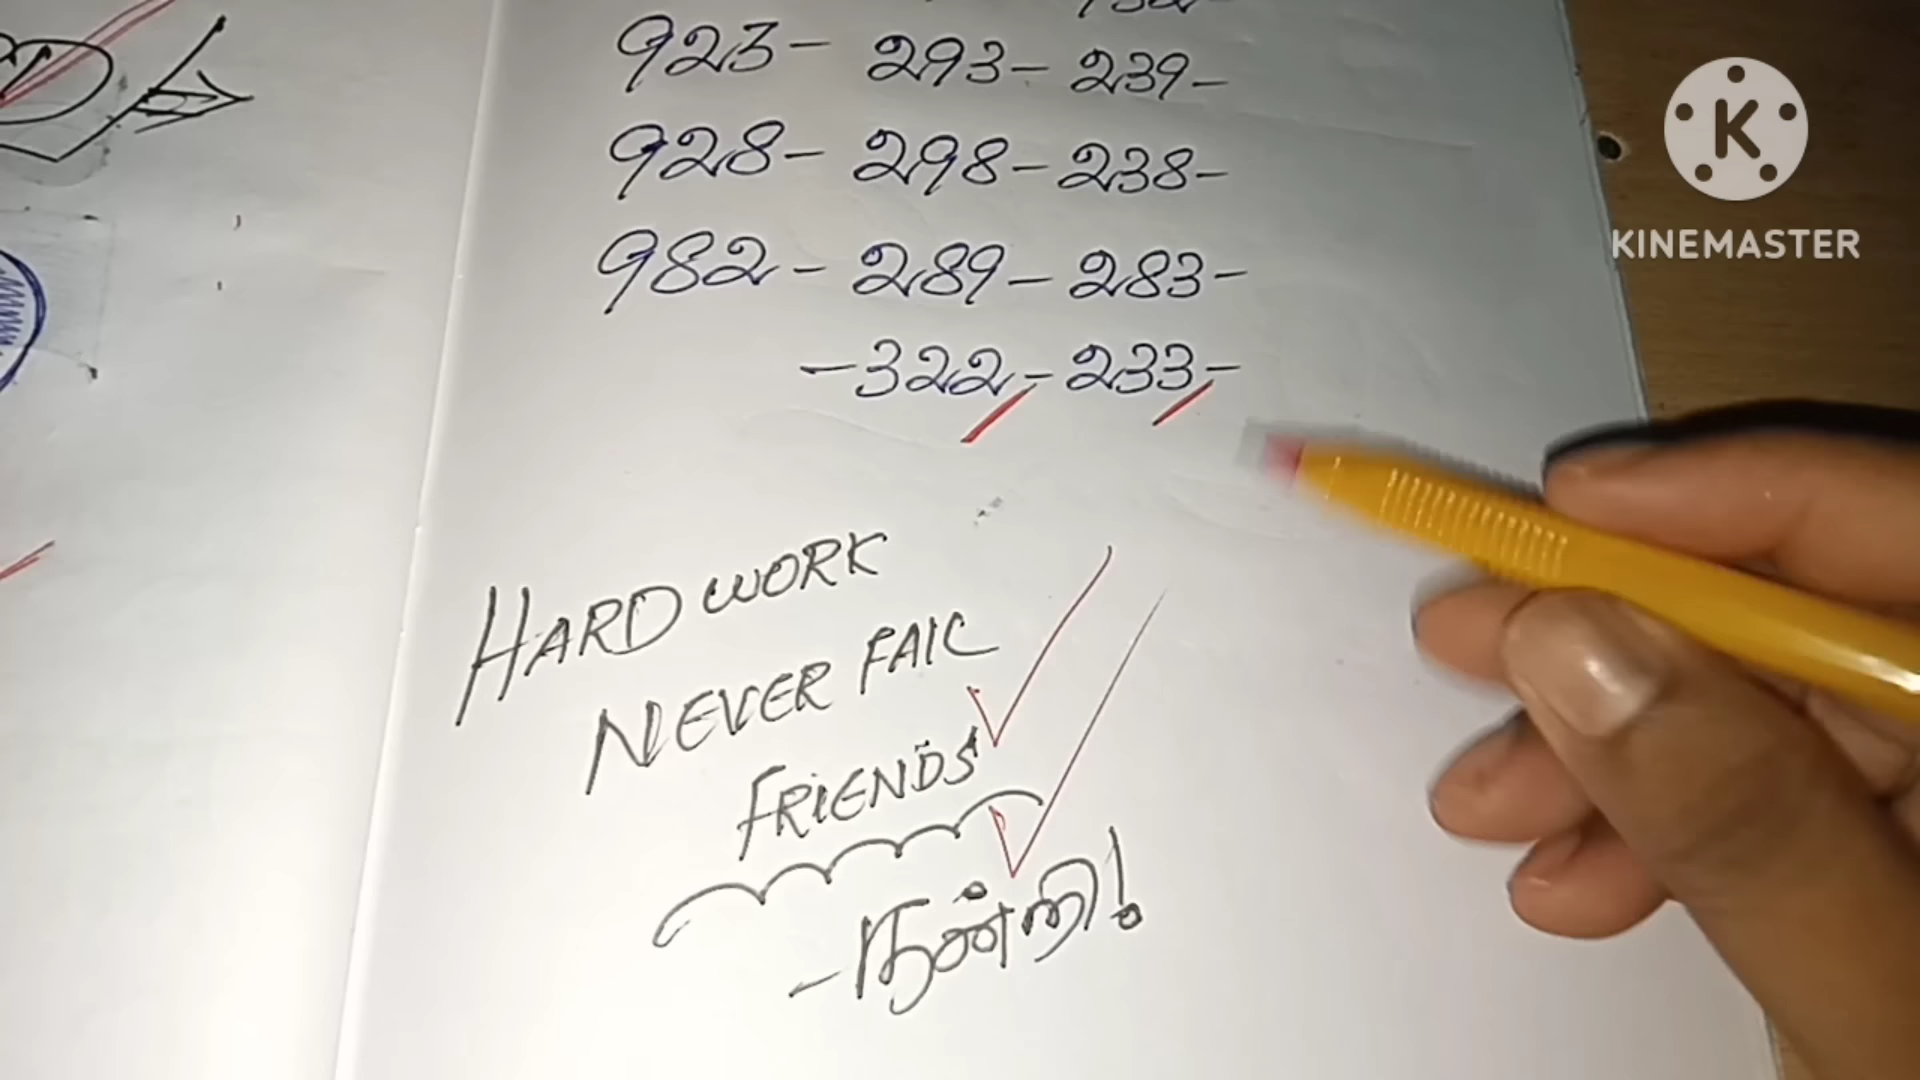 923- 293- 239-
928- 298- 238-
982- 289- 283-
-322- 233-
HARD WORK
NEVER FAIL
FRIENDS
-நன்றி!
K
KINEMASTER